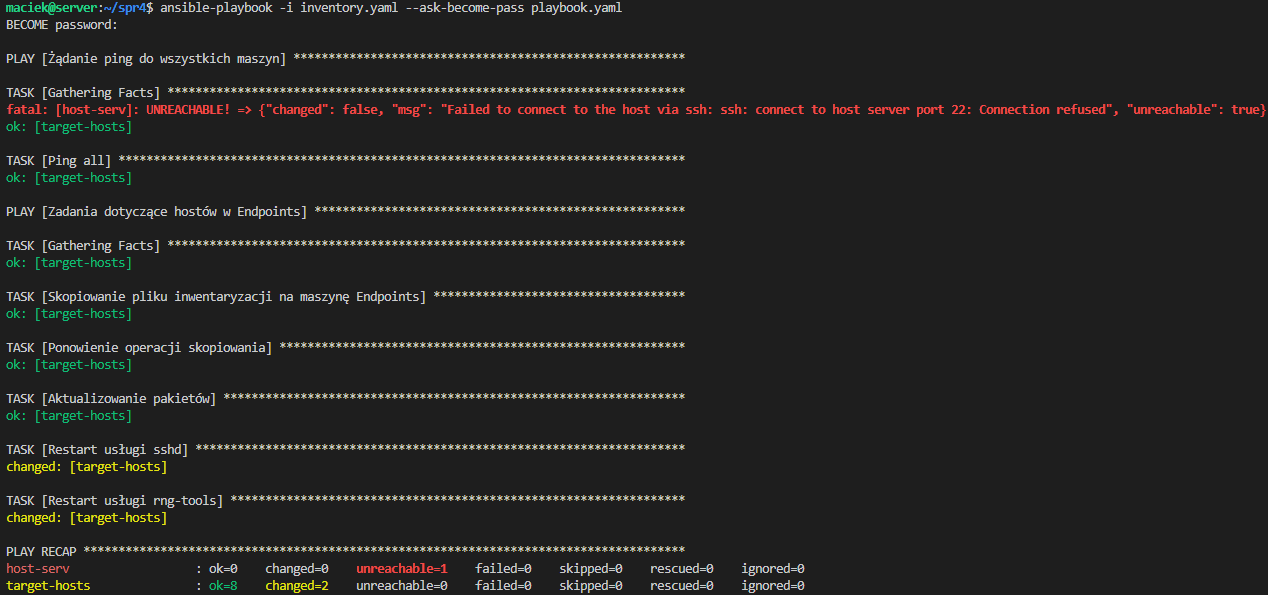 maciek@server:~/spr4$ ansible-playbook -i inventory.yaml --ask-become-pass playbook.yaml
BECOME password:
PLAY [Żądanie ping do wszystkich maszyn] ********************************************************
TASK [Gathering Facts] **************************************************************************
fatal: [host-serv]: UNREACHABLE! => {"changed": false, "msg": "Failed to connect to the host via ssh: ssh: connect to host server port 22: Connection refused", "unreachable": true}
ok: [target-hosts]
TASK [Ping all] *********************************************************************************
ok: [target-hosts]
PLAY [Zadania dotyczące hostów w Endpoints] *****************************************************
TASK [Gathering Facts] **************************************************************************
ok: [target-hosts]
TASK [Skopiowanie pliku inwentaryzacji na maszynę Endpoints] ************************************
ok: [target-hosts]
TASK [Ponowienie operacji skopiowania] **********************************************************
ok: [target-hosts]
TASK [Aktualizowanie pakietów] ******************************************************************
ok: [target-hosts]
TASK [Restart usługi sshd] **********************************************************************
changed: [target-hosts]
TASK [Restart usługi rng-tools] *****************************************************************
changed: [target-hosts]
PLAY RECAP **************************************************************************************
host-serv                  : ok=0    changed=0    unreachable=1    failed=0    skipped=0    rescued=0    ignored=0
target-hosts               : ok=8    changed=2    unreachable=0    failed=0    skipped=0    rescued=0    ignored=0